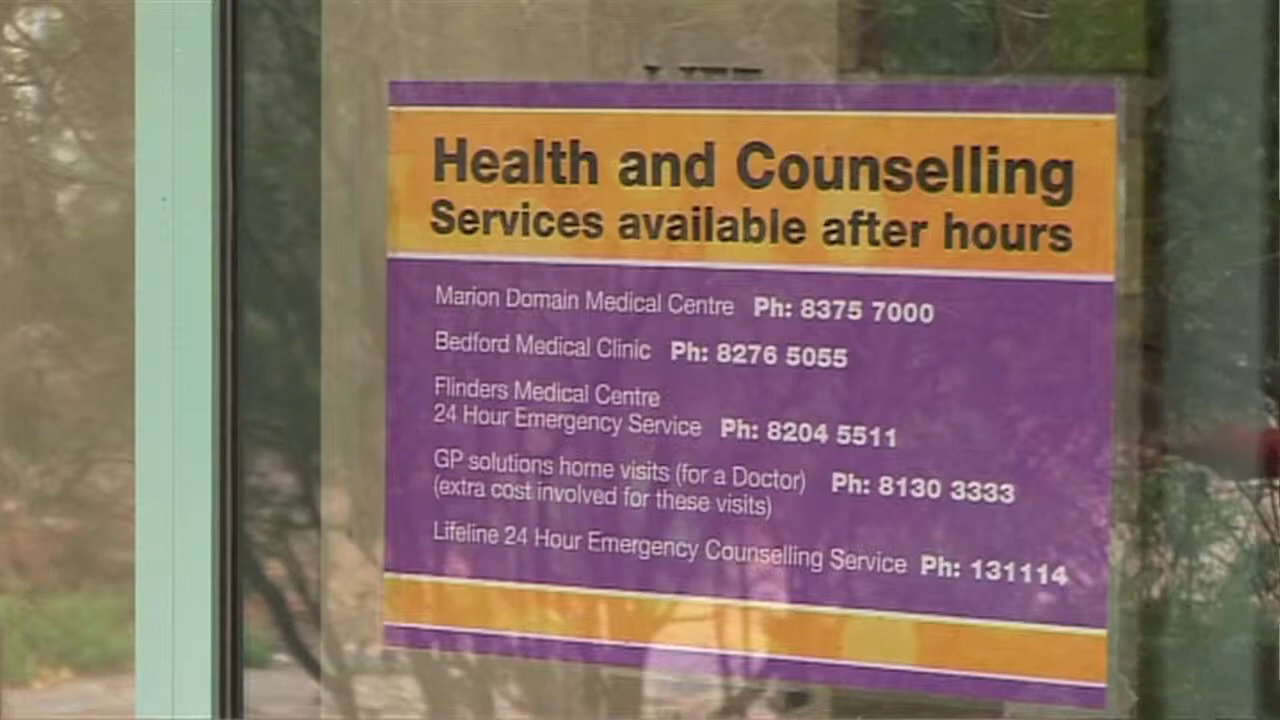 Health and Counselling
Services available after hours
Marion Domain Medical Centre Ph: 8375 7000
Bedford Medical Clinic Ph: 8276 5055
Flinders Medical Centre
24 Hour Emergency Service Ph: 8204 5511
GP solutions home visits (for a Doctor) Ph: 8130 3333
(extra cost involved for these visits)
Lifeline 24 Hour Emergency Counselling Service Ph: 131114